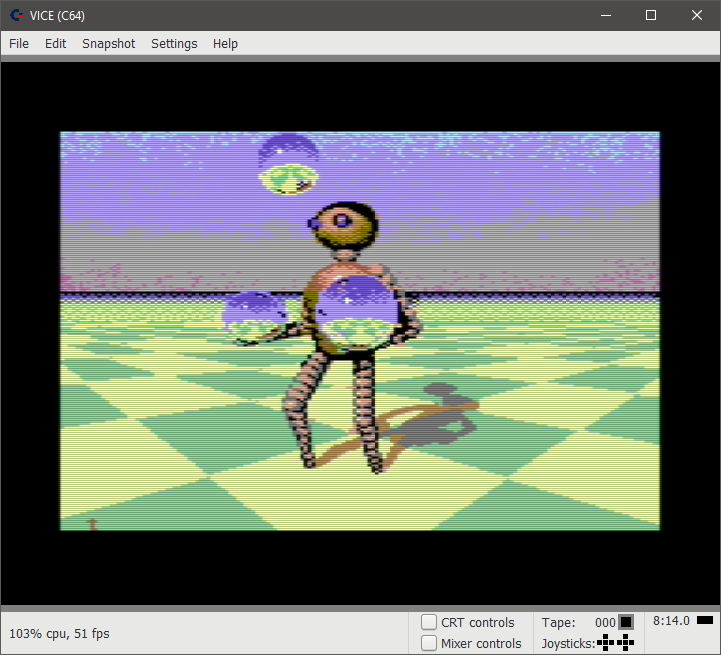 VICE (C64)
File Edit Snapshot Settings Help
t
103% cpu, 51 fps
CRT controls
Mixer controls
Tape: 000
Joysticks:
8:14.0